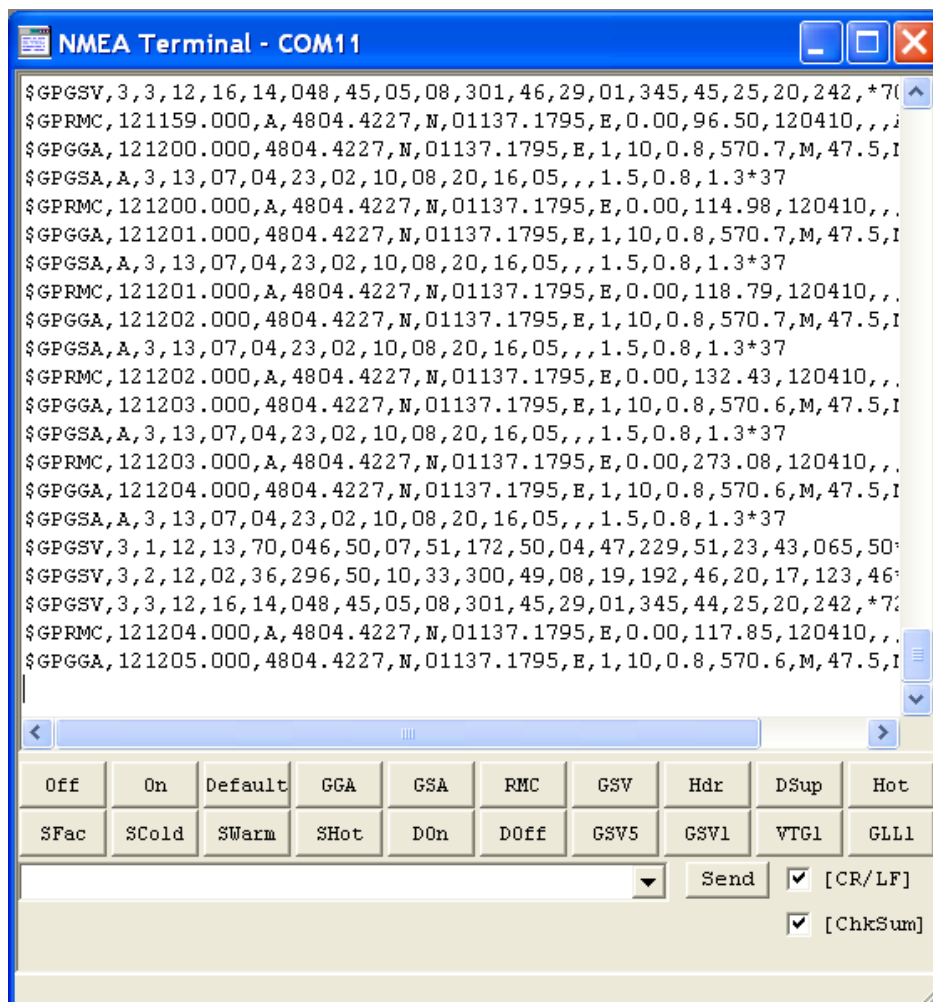 NMEA Terminal - COM11
$GPGSV,3,3,12,16,14,048,45,05,08,301,46,29,01,345,45,25,20,242,*70
$GPRMC,121159.000,A,4804.4227,N,01137.1795,E,0.00,96.50,120410,,,
$GPGGA,121200.000,4804.4227,N,01137.1795,E,1,10,0.8,570.7,M,47.5,
$GPGSA,A,3,13,07,04,23,02,10,08,20,16,05,,,1.5,0.8,1.3*37
$GPRMC,121200.000,A,4804.4227,N,01137.1795,E,0.00,114.98,120410,,,
$GPGGA,121201.000,4804.4227,N,01137.1795,E,1,10,0.8,570.7,M,47.5,
$GPGSA,A,3,13,07,04,23,02,10,08,20,16,05,,,1.5,0.8,1.3*37
$GPRMC,121201.000,A,4804.4227,N,01137.1795,E,0.00,118.79,120410,,,
$GPGGA,121202.000,4804.4227,N,01137.1795,E,1,10,0.8,570.7,M,47.5,
$GPGSA,A,3,13,07,04,23,02,10,08,20,16,05,,,1.5,0.8,1.3*37
$GPRMC,121202.000,A,4804.4227,N,01137.1795,E,0.00,132.43,120410,,,
$GPGGA,121203.000,4804.4227,N,01137.1795,E,1,10,0.8,570.6,M,47.5,
$GPGSA,A,3,13,07,04,23,02,10,08,20,16,05,,,1.5,0.8,1.3*37
$GPRMC,121203.000,A,4804.4227,N,01137.1795,E,0.00,273.08,120410,,,
$GPGGA,121204.000,4804.4227,N,01137.1795,E,1,10,0.8,570.6,M,47.5,
$GPGSA,A,3,13,07,04,23,02,10,08,20,16,05,,,1.5,0.8,1.3*37
$GPGSV,3,1,12,13,70,046,50,07,51,172,50,04,47,229,51,23,43,065,50*
$GPGSV,3,2,12,02,36,296,50,10,33,300,49,08,19,192,46,20,17,123,46*
$GPGSV,3,3,12,16,14,048,45,05,08,301,45,29,01,345,44,25,20,242,*72
$GPRMC,121204.000,A,4804.4227,N,01137.1795,E,0.00,117.85,120410,,,
$GPGGA,121205.000,4804.4227,N,01137.1795,E,1,10,0.8,570.6,M,47.5,
Off On Default GGA GSA RMC GSV Hdr DSup Hot
SFac SCold SWarm SHot DOn DOff GSV5 GSV1 VTG1 GLL1
Send [CR/LF]
[ChkSum]